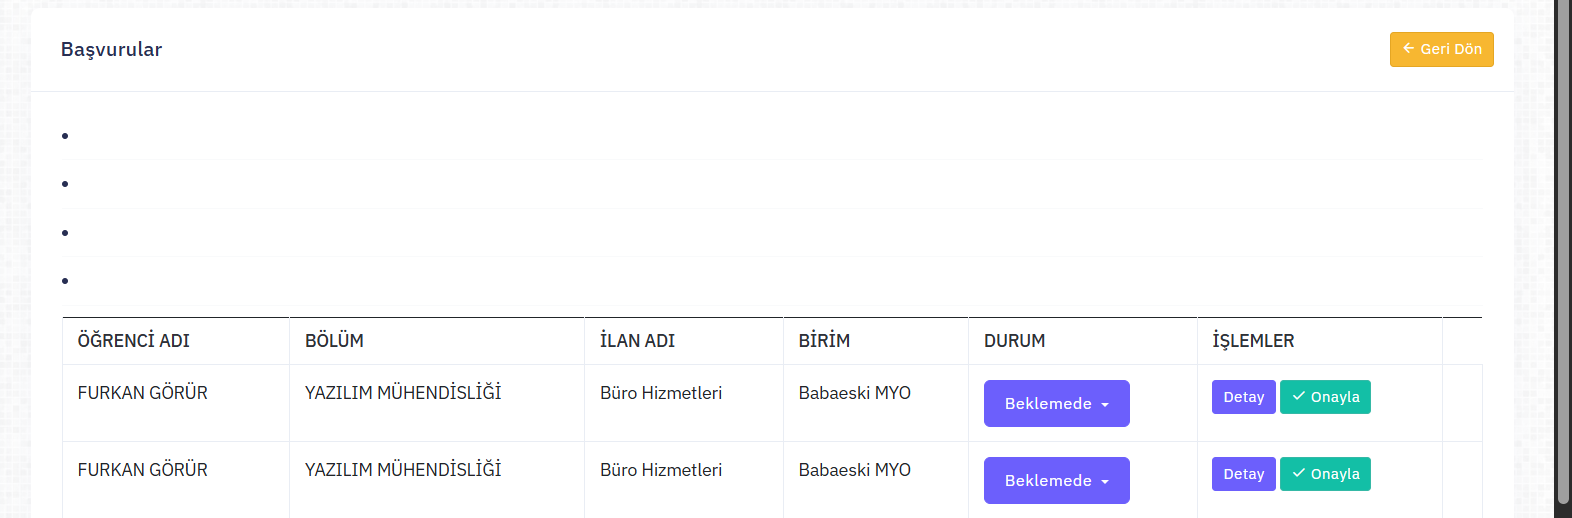 Başvurular
Geri Dön
ÖĞRENCİ ADI BÖLÜM İLAN ADI BİRİM DURUM İŞLEMLER
FURKAN GÖRÜR YAZILIM MÜHENDİSLİĞİ Büro Hizmetleri Babaeski MYO Beklemede Detay Onayla
FURKAN GÖRÜR YAZILIM MÜHENDİSLİĞİ Büro Hizmetleri Babaeski MYO Beklemede Detay Onayla